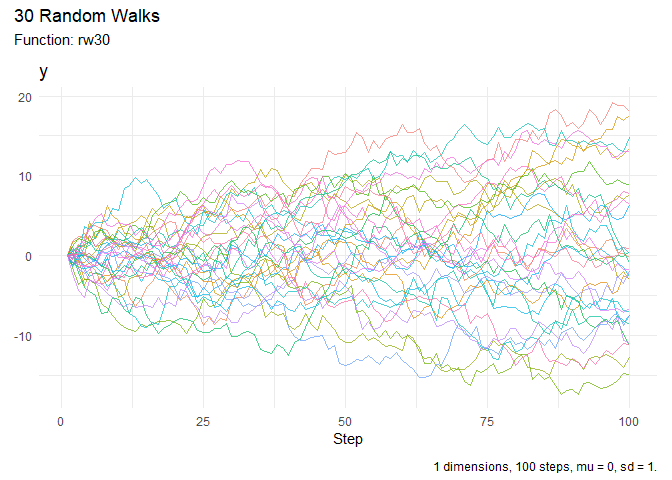 30 Random Walks
Function: rw30
y
20
10
0
-10
0 25 50 75 100
Step
1 dimensions, 100 steps, mu = 0, sd = 1.